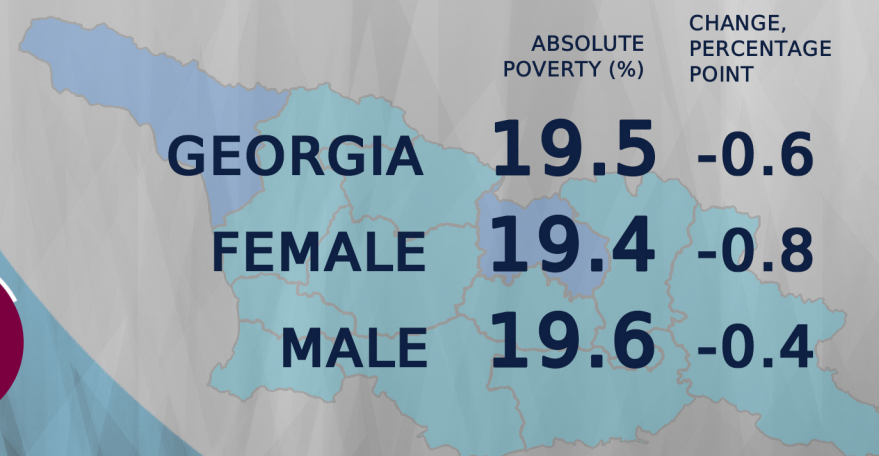 ABSOLUTE
POVERTY (%)
CHANGE,
PERCENTAGE
POINT
GEORGIA 19.5 -0.6
FEMALE 19.4 -0.8
MALE 19.6 -0.4